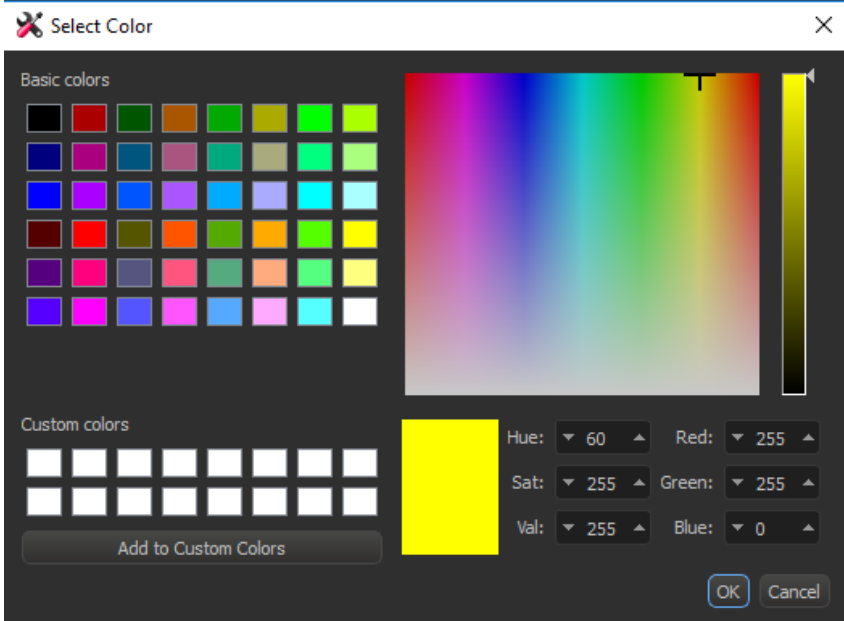 Select Color
Basic colors
Custom colors
Add to Custom Colors
Hue: 60 Red: 255
Sat: 255 Green: 255
Val: 255 Blue: 0
OK Cancel